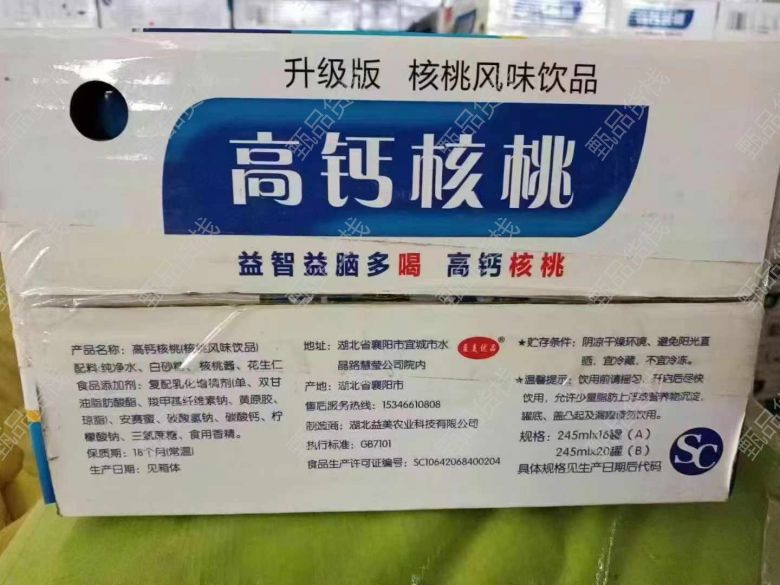 升级版 核桃风味饮品
高钙核桃
益智益脑多喝 高钙核桃
产品名称：高钙核桃(核桃风味饮品)
配料:纯净水、白砂糖、核桃酱、花生仁
食品添加剂：复配乳化增稠剂(单、双甘
油脂肪酸酯、羧甲基纤维素钠、黄原胶、
琼脂)、安赛蜜、碳酸氢钠、碳酸钙、柠
檬酸钠、三氯蔗糖、食用香精。
保质期：18个月(常温)
生产日期：见箱体
地址：湖北省襄阳市宜城市水
晶路慧莹公司院内
产地：湖北省襄阳市
售后服务热线：15346610808
制造商：湖北益美农业科技有限公司
执行标准：GB7101
食品生产许可证编号：SC10642068400204
益美优品
★贮存条件：阴凉干燥环境、避免阳光直
晒，宜冷藏，不宜冷冻。
★温馨提示：饮用前请摇匀，开启后尽快
饮用，允许少量脂肪上浮或营养物沉淀，
罐底、盖凸起及漏罐请勿饮用。
规格：245mlx16罐（A）
245mlx20罐（B）
具体规格见生产日期后代码
SC
甄品货栈